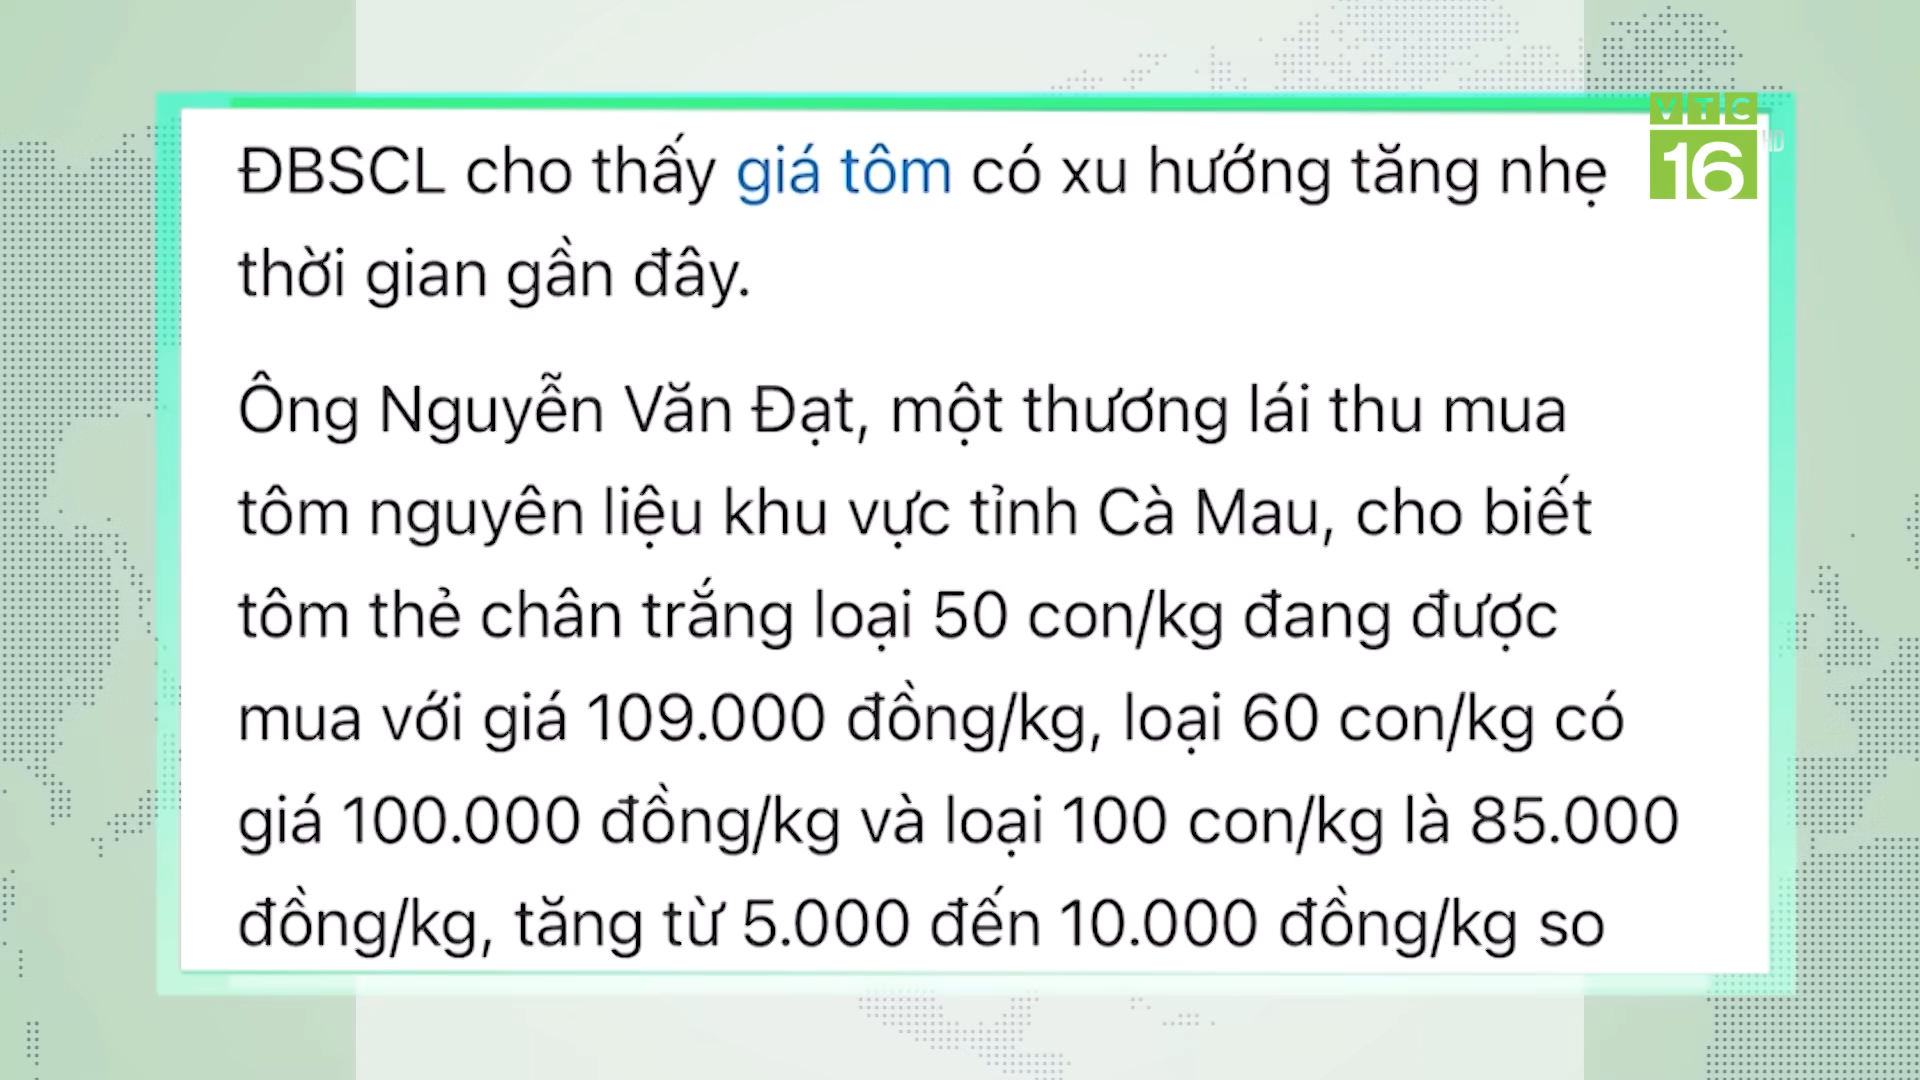 VTC
16
HD
ĐBSCL cho thấy giá tôm có xu hướng tăng nhẹ
thời gian gần đây.
Ông Nguyễn Văn Đạt, một thương lái thu mua
tôm nguyên liệu khu vực tỉnh Cà Mau, cho biết
tôm thẻ chân trắng loại 50 con/kg đang được
mua với giá 109.000 đồng/kg, loại 60 con/kg có
giá 100.000 đồng/kg và loại 100 con/kg là 85.000
đồng/kg, tăng từ 5.000 đến 10.000 đồng/kg so